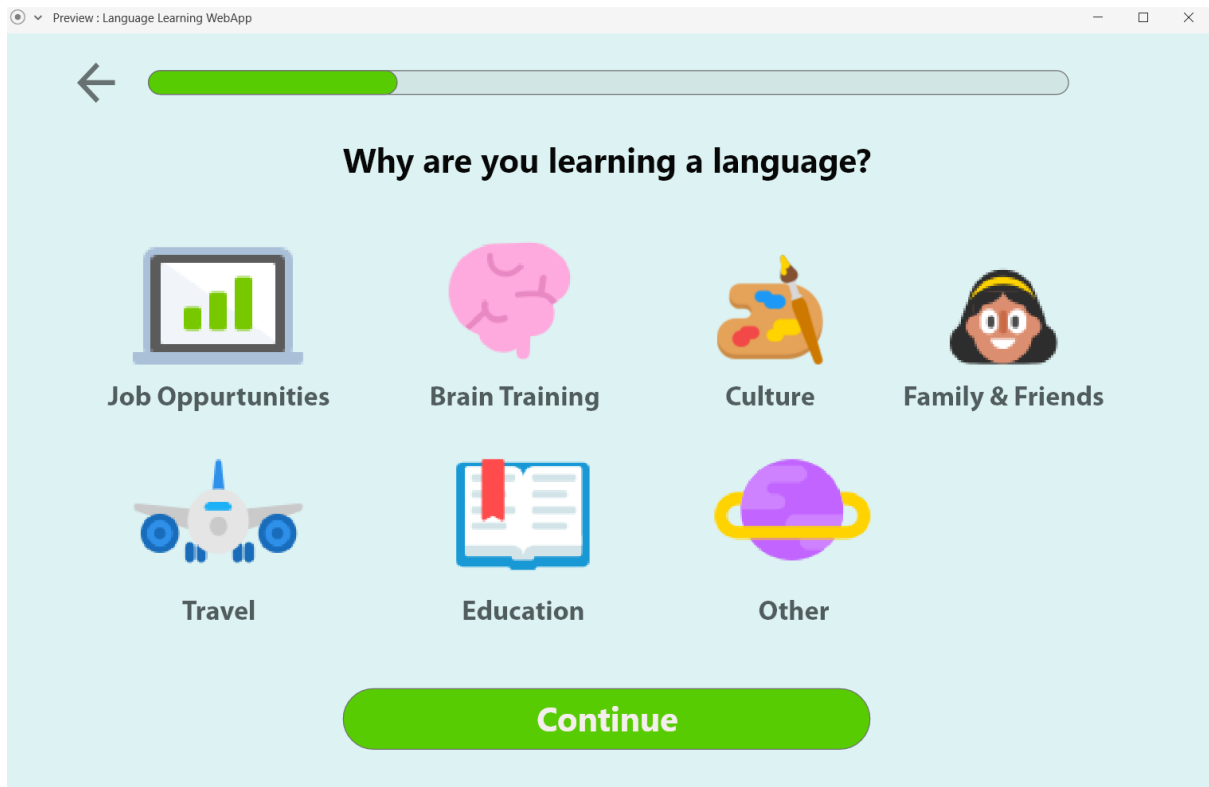 Preview : Language Learning WebApp
Why are you learning a language?
Job Oppurtunities
Brain Training
Culture
Family & Friends
Travel
Education
Other
Continue